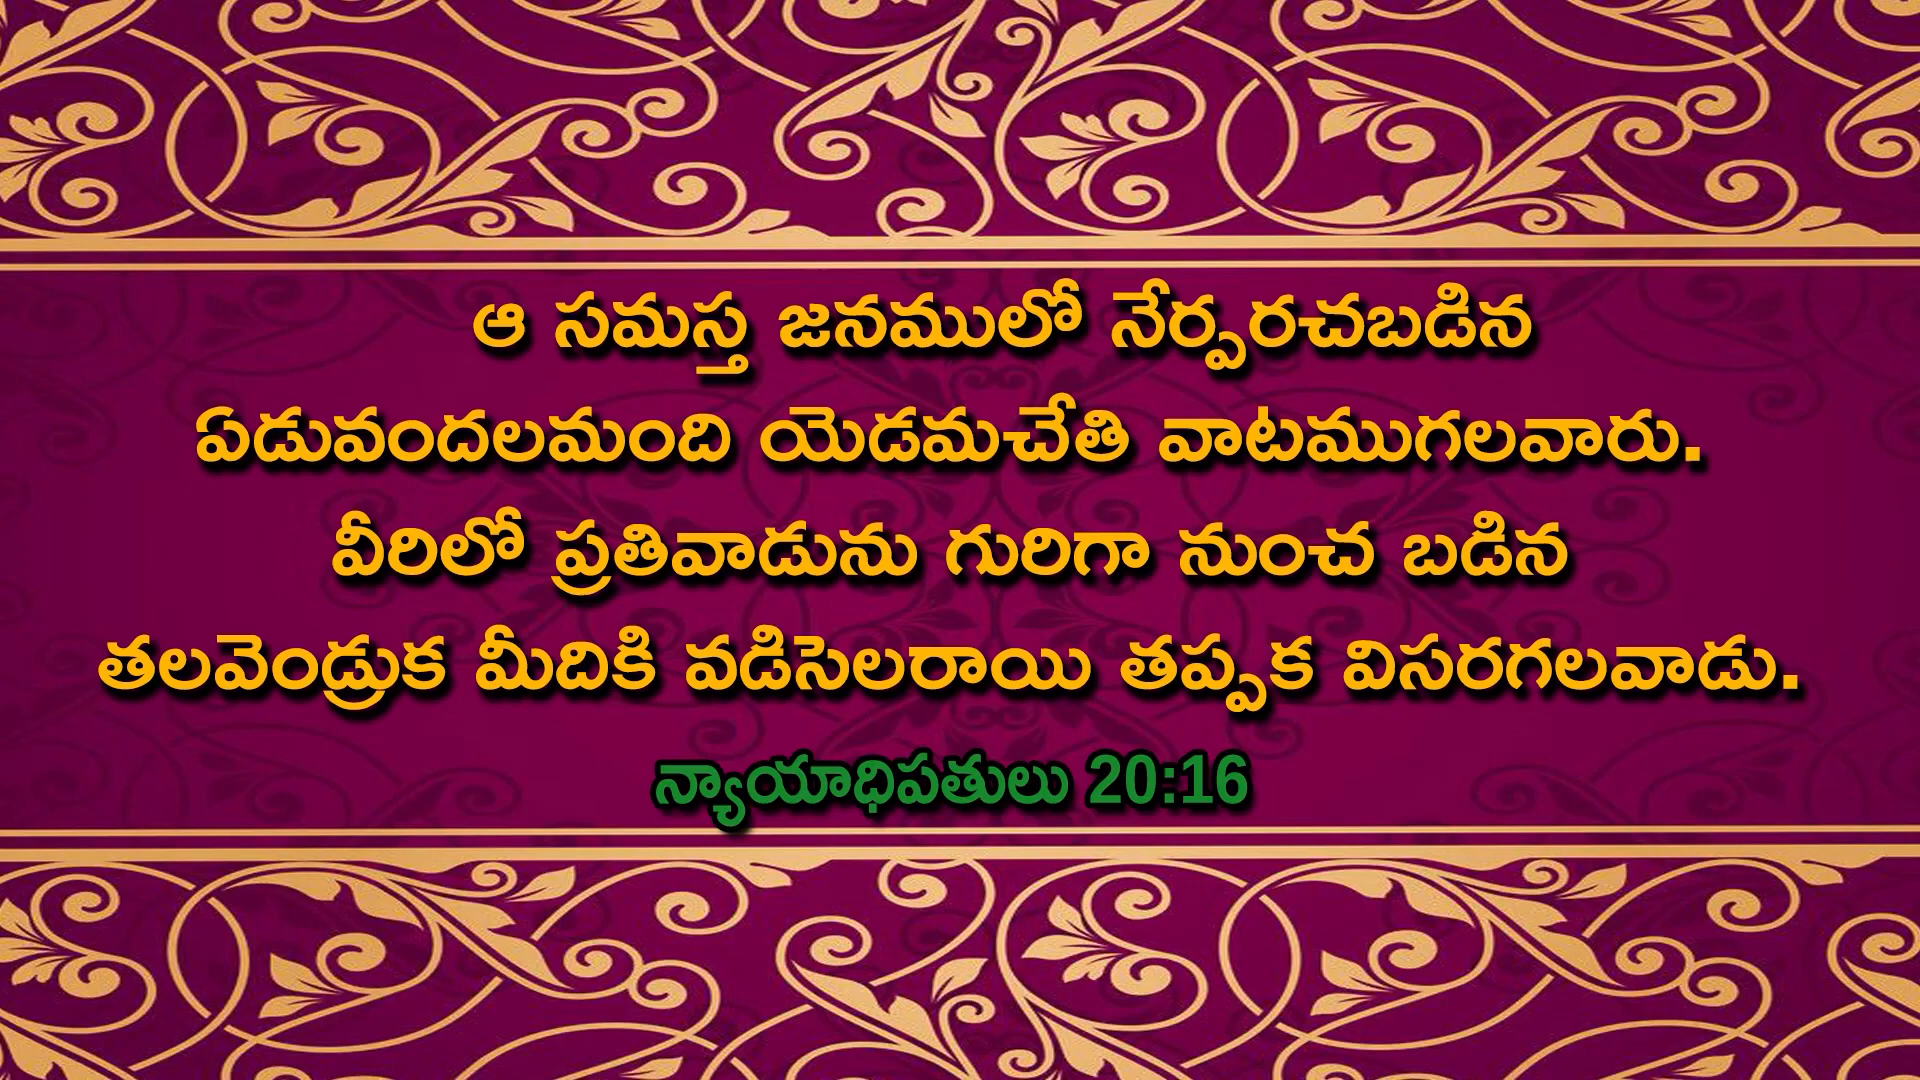 ఆ సమస్త జనములో నేర్పరచబడిన
ఏడువందలమంది యెడమచేతి వాటముగలవారు.
వీరిలో ప్రతివాడును గురిగా నుంచ బడిన
తలవెండ్రుక మీదికి వడిసెలరాయి తప్పక విసరగలవాడు.
న్యాయాధిపతులు 20:16